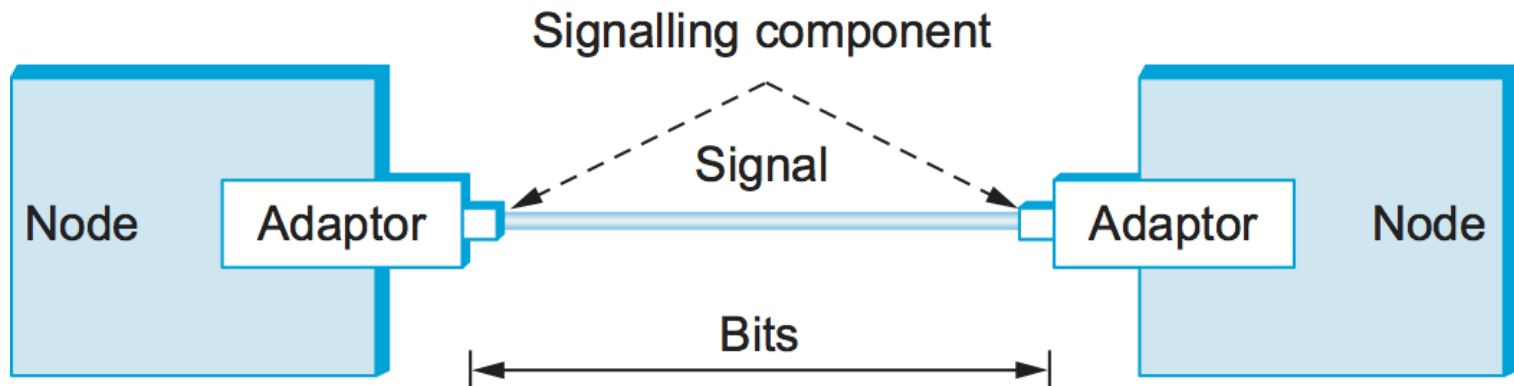 Signalling component
Signal
Node
Adaptor
Adaptor
Node
Bits